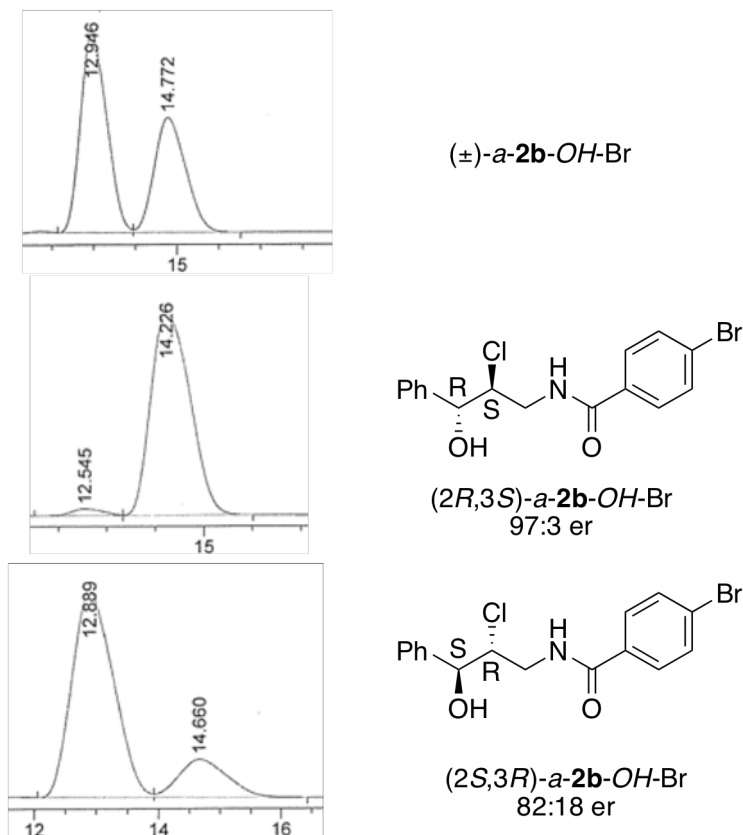 12.946
14.772
15
(±)-a-2b-OH-Br
12.545
14.226
15
Cl
H
N
Br
Ph
R
S
OH
O
(2R,3S)-a-2b-OH-Br
97:3 er
12.889
14.660
12
14
16
Cl
H
N
Br
Ph
S
R
OH
O
(2S,3R)-a-2b-OH-Br
82:18 er